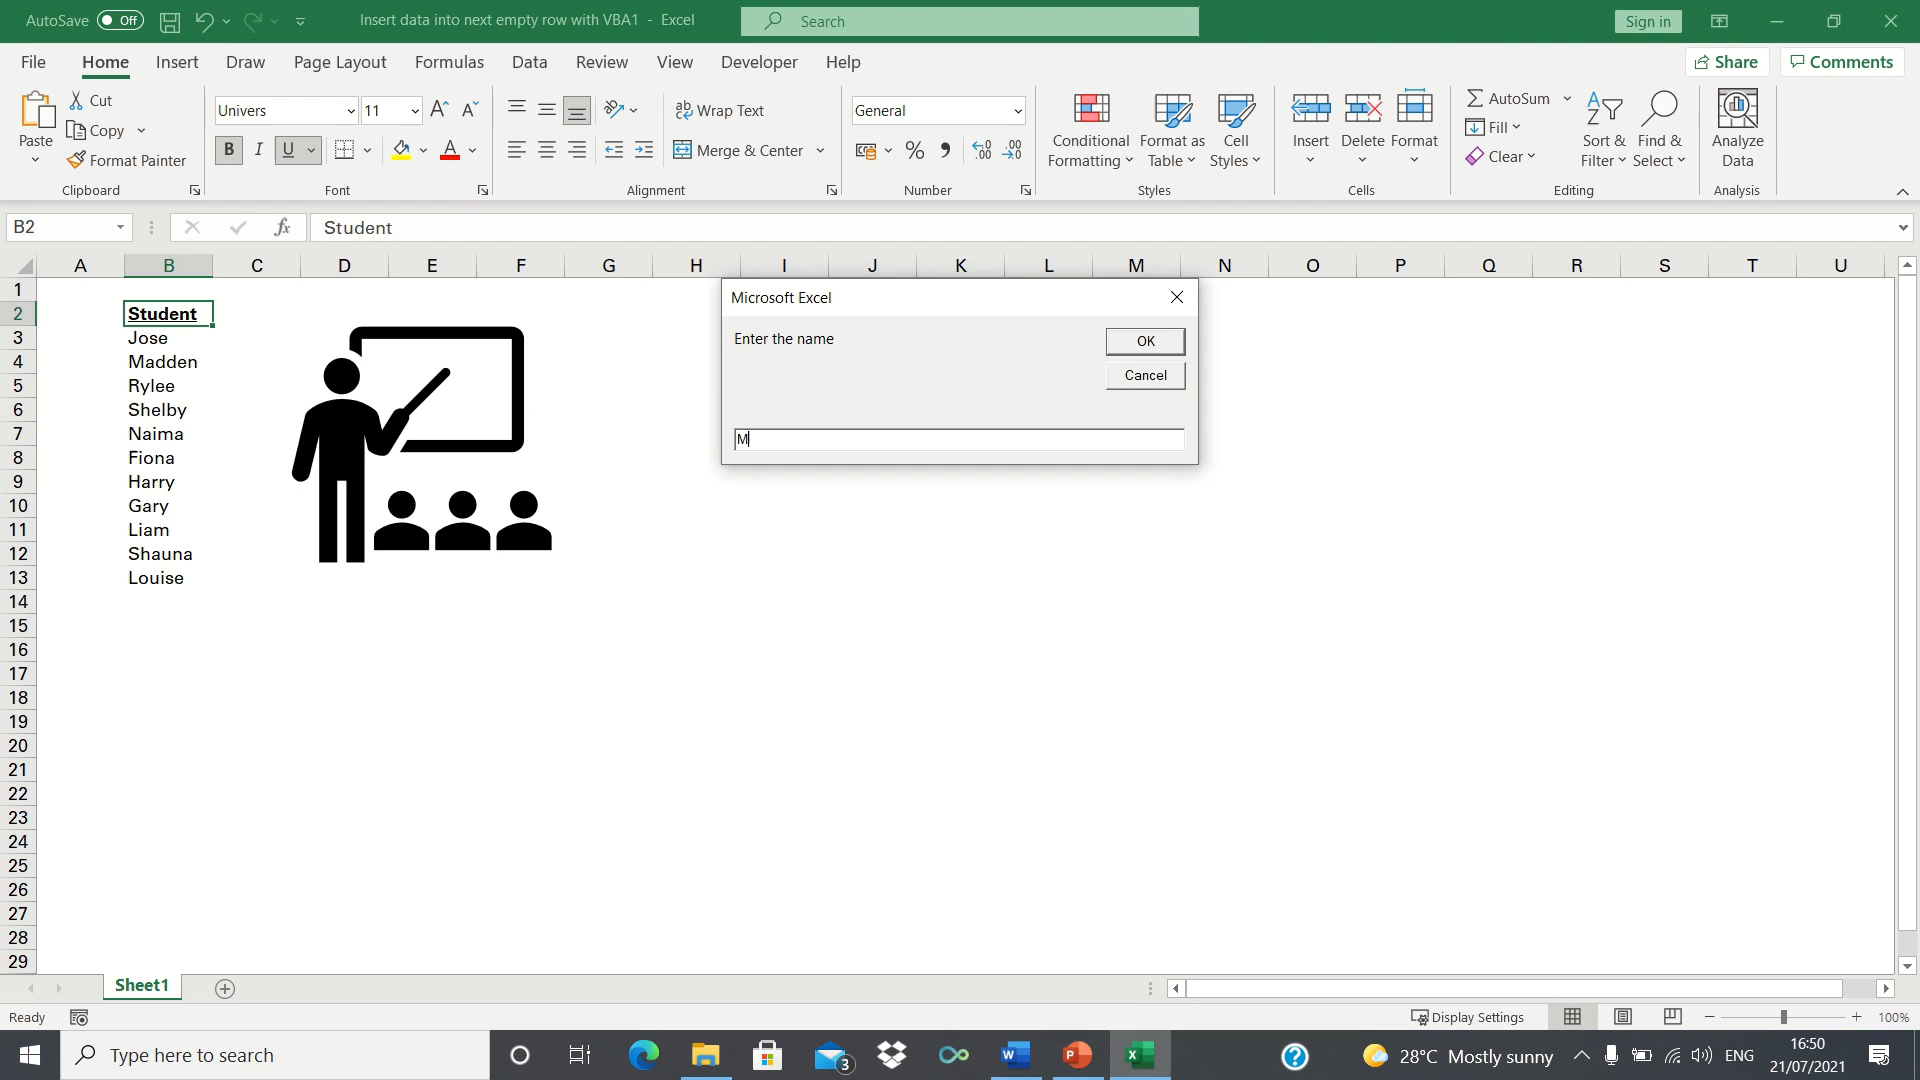 AutoSave Off Insert data into next empty row with VBA1 - Excel Search Sign in
File Home Insert Draw Page Layout Formulas Data Review View Developer Help Share Comments
Paste Cut Copy Format Painter Clipboard
Univers 11 B I U A Font
ab Wrap Text Merge & Center Alignment
General % Number
Conditional Formatting Format as Table Cell Styles Styles
Insert Delete Format Cells
AutoSum Fill Clear Sort & Filter Find & Select Editing
Analyze Data Analysis
B2 fx Student
A B C D E F G H I J K L M N O P Q R S T U
1
2 Student
3 Jose
4 Madden
5 Rylee
6 Shelby
7 Naima
8 Fiona
9 Harry
10 Gary
11 Liam
12 Shauna
13 Louise
14
15
16
17
18
19
20
21
22
23
24
25
26
27
28
29
Microsoft Excel
Enter the name
OK
Cancel
M
Sheet1
Ready Display Settings 100%
Type here to search 3 28°C Mostly sunny ENG 16:50
21/07/2021